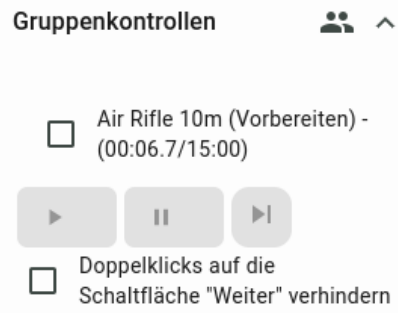 Gruppenkontrollen
Air Rifle 10m (Vorbereiten) -
(00:06.7/15:00)
Doppelklicks auf die
Schaltfläche "Weiter" verhindern